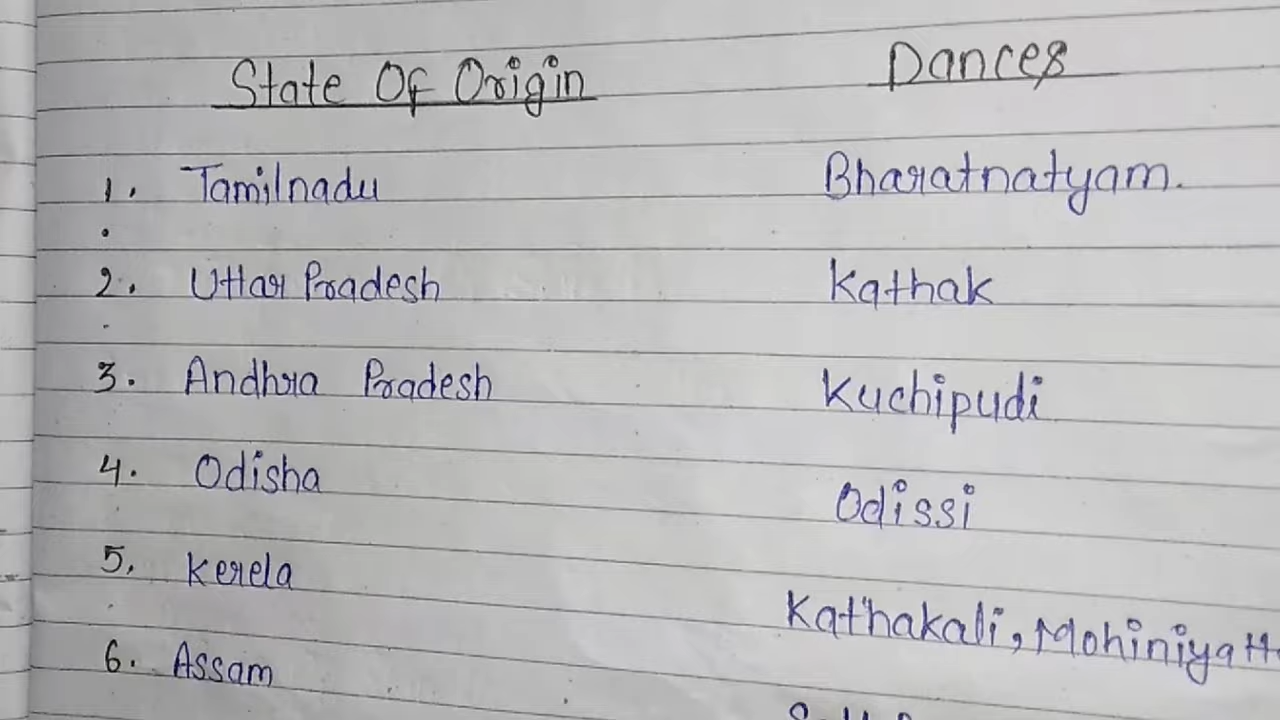 State Of Origin Dances
1. Tamilnadu Bharatnatyam.
2. Uttar Pradesh Kathak
3. Andhra Pradesh Kuchipudi
4. Odisha Odissi
5. Kerela Kathakali, Mohiniyatt
6. Assam